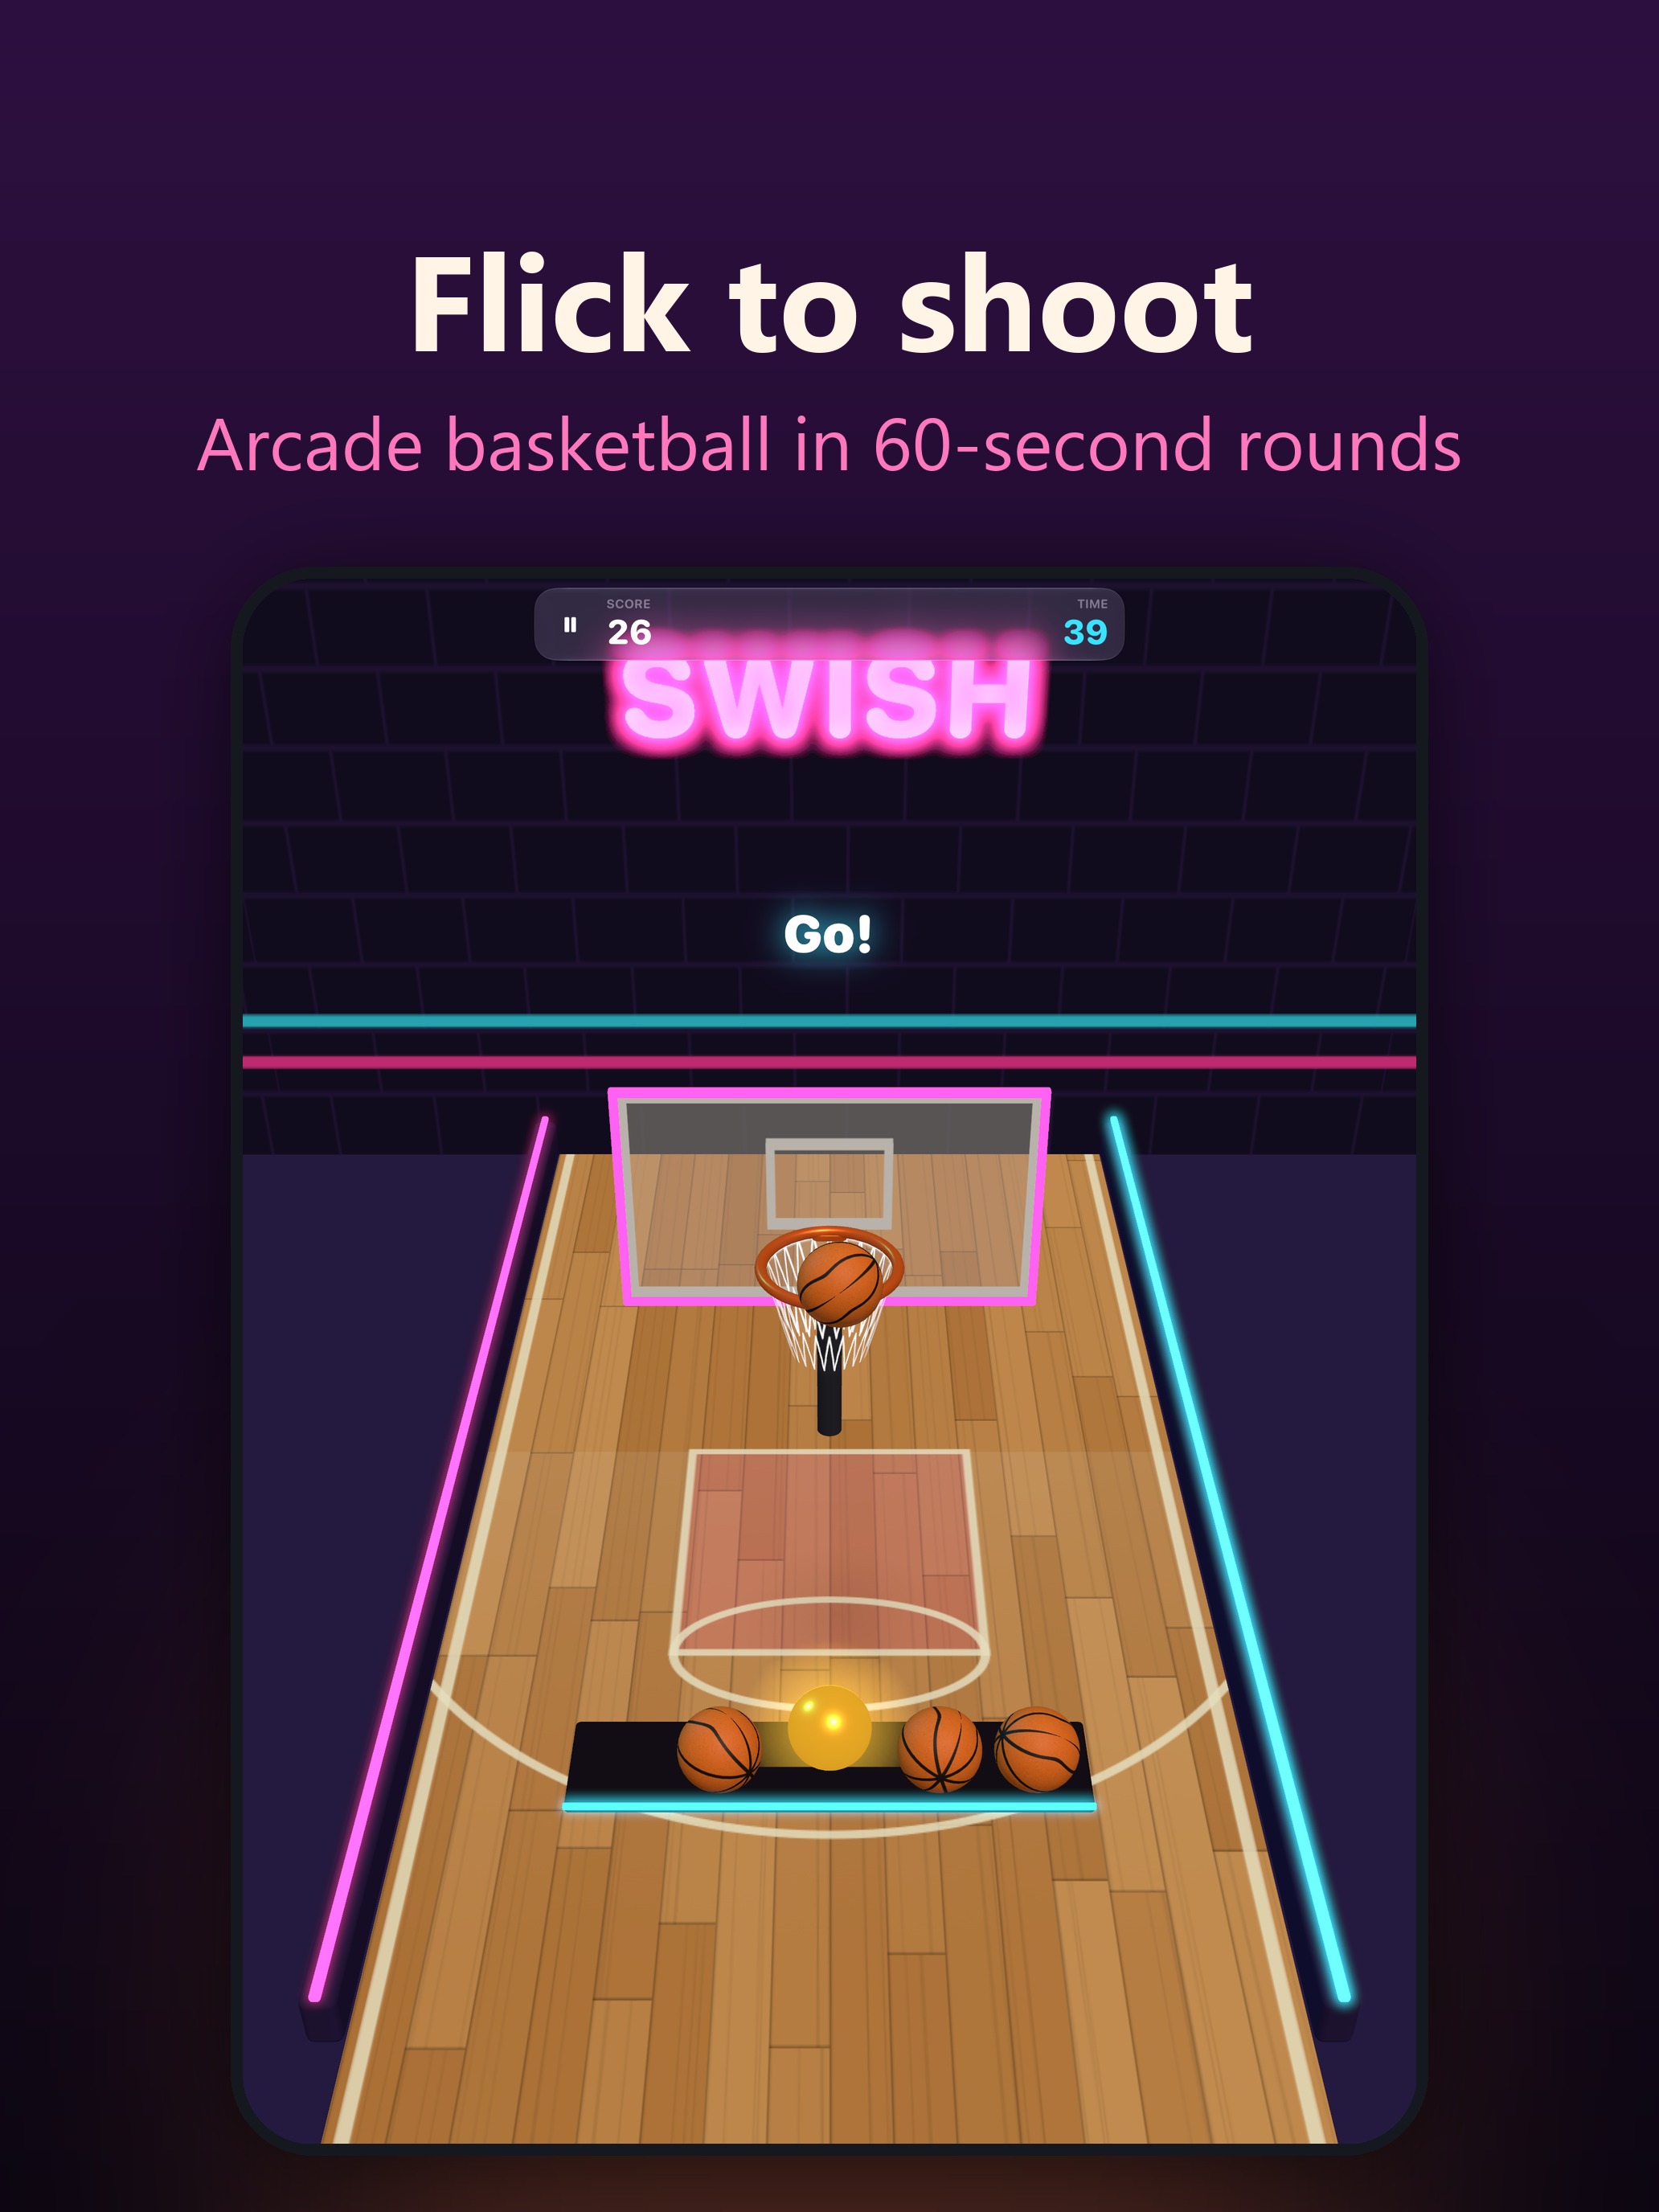 Flick to shoot
Arcade basketball in 60-second rounds
SCORE
26
TIME
39
SWISH
Go!